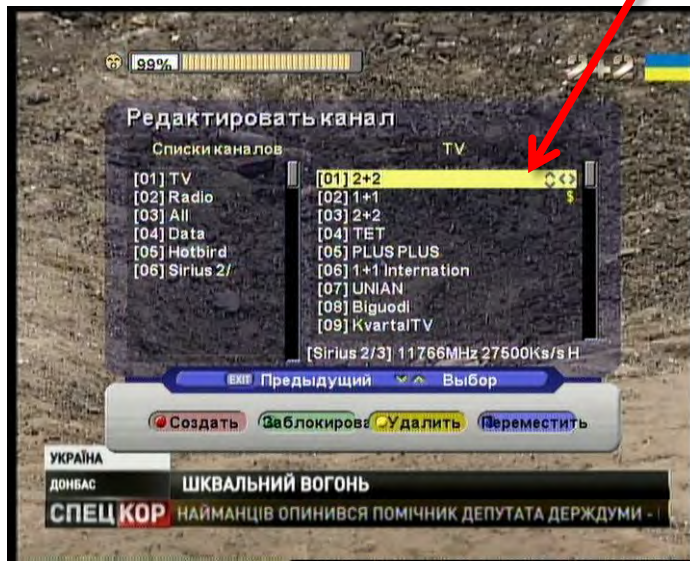 99%
2+2
Редактировать канал
Списки каналов
TV
[01] TV
[02] Radio
[03] All
[04] Data
[05] Hotbird
[06] Sirius 2/
[01] 2+2
[02] 1+1 $
[03] 2+2
[04] TET
[05] PLUS PLUS
[06] 1+1 Internation
[07] UNIAN
[08] Biguodi
[09] KvartalTV
[Sirius 2/3] 11766MHz 27500Ks/s H
EXIT Предыдущий Выбор
Создать Заблокирова Удалить Переместить
УКРАЇНА
ДОНБАС ШКВАЛЬНИЙ ВОГОНЬ
СПЕЦКОР НАЙМАНЦІВ ОПИНИВСЯ ПОМІЧНИК ДЕПУТАТА ДЕРЖДУМИ -